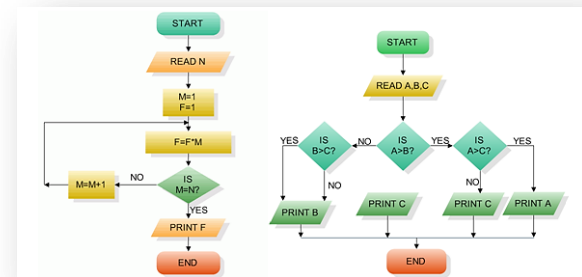 START
READ N
M=1
F=1
F=F*M
IS
M=N?
NO
M=M+1
YES
PRINT F
END
START
READ A,B,C
IS
A>B?
NO
YES
IS
B>C?
YES
NO
IS
A>C?
YES
NO
PRINT B
PRINT C
PRINT C
PRINT A
END